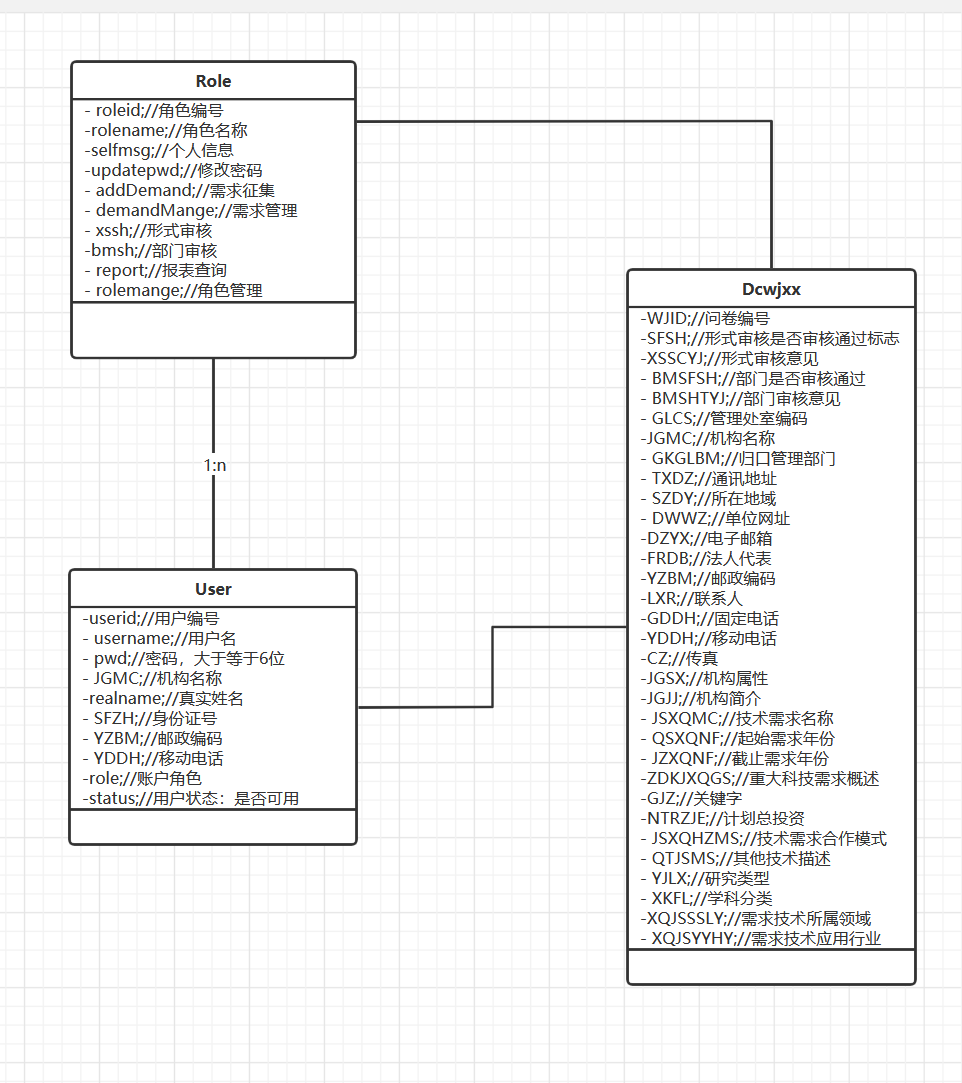 Role
- roleid;//角色编号
-rolename;//角色名称
-selfmsg;//个人信息
-updatepwd;//修改密码
- addDemand;//需求征集
- demandMange;//需求管理
- xssh;//形式审核
-bmsh;//部门审核
- report;//报表查询
- rolemange;//角色管理
1:n
User
-userid;//用户编号
- username;//用户名
- pwd;//密码，大于等于6位
- JGMC;//机构名称
-realname;//真实姓名
- SFZH;//身份证号
- YZBM;//邮政编码
- YDDH;//移动电话
-role;//账户角色
-status;//用户状态：是否可用
Dcwjxx
-WJID;//问卷编号
-SFSH;//形式审核是否审核通过标志
-XSSCYJ;//形式审核意见
- BMSFSH;//部门是否审核通过
- BMSHTYJ;//部门审核意见
- GLCS;//管理处室编码
-JGMC;//机构名称
- GKGLBM;//归口管理部门
- TXDZ;//通讯地址
- SZDY;//所在地域
- DWWZ;//单位网址
-DZYX;//电子邮箱
-FRDB;//法人代表
-YZBM;//邮政编码
-LXR;//联系人
-GDDH;//固定电话
-YDDH;//移动电话
-CZ;//传真
-JGSX;//机构属性
-JGJJ;//机构简介
- JSXQMC;//技术需求名称
- QSXQNF;//起始需求年份
- JZXQNF;//截止需求年份
-ZDKJXQGS;//重大科技需求概述
-GJZ;//关键字
-NTRZJE;//计划总投资
- JSXQHZMS;//技术需求合作模式
- QTJSMS;//其他技术描述
- YJLX;//研究类型
- XKFL;//学科分类
-XQJSSSLY;//需求技术所属领域
- XQJSYYHY;//需求技术应用行业